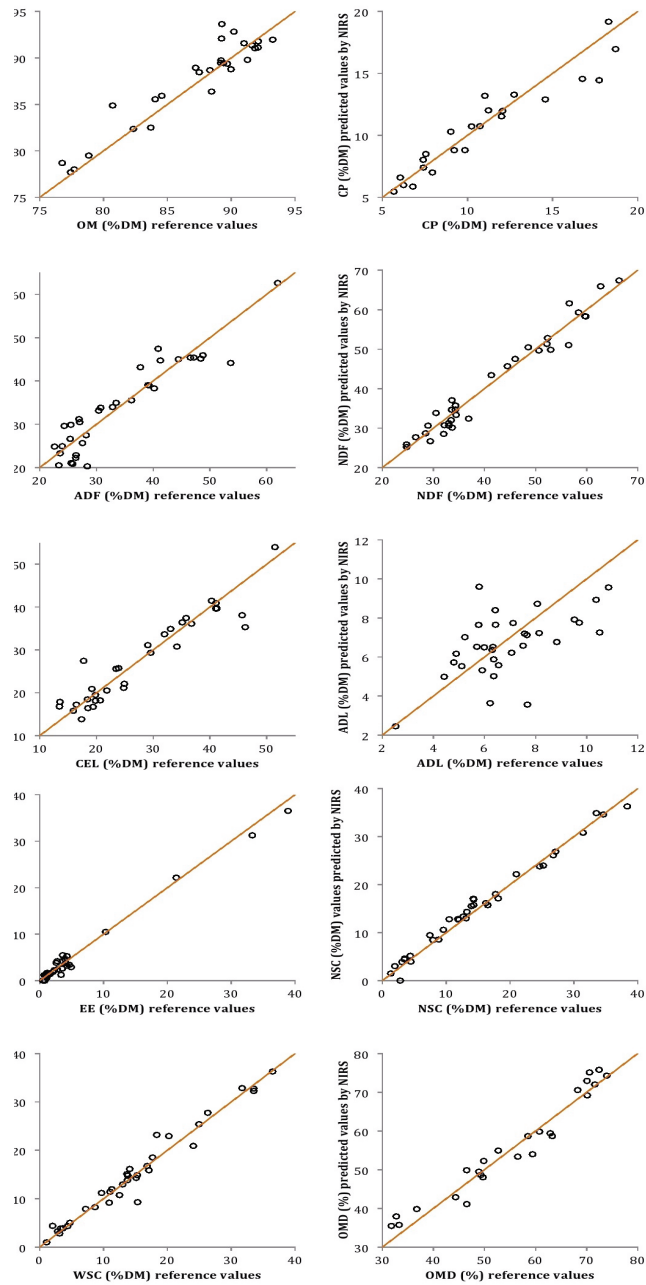 95
90
35
30
75
75 80 85 90 95
OM (%DM) reference values
CP (%DM) predicted values by NIRS
20
15
10
5
5 10 15 20
CP (%DM) reference values
50
50
40
30
20
20 30 40 50 60
ADF (%DM) reference values
NDF (%DM) predicted values by NIRS
70
60
50
40
30
20
20 30 40 50 60 70
NDF (%DM) reference values
50
40
30
20
10
10 20 30 40 50
CEL (%DM) reference values
ADL (%DM) predicted values by NIRS
12
10
8
6
4
2
2 4 6 8 10 12
ADL (%DM) reference values
40
30
20
10
0
0 10 20 30 40
EE (%DM) reference values
NSC (%DM) values predicted by NIRS
40
30
20
10
0
0 10 20 30 40
NSC (%DM) reference values
40
30
20
10
0
0 10 20 30 40
WSC (%DM) reference values
OMD (%) predicted values by NIRS
80
70
60
50
40
30
30 40 50 60 70 80
OMD (%) reference values